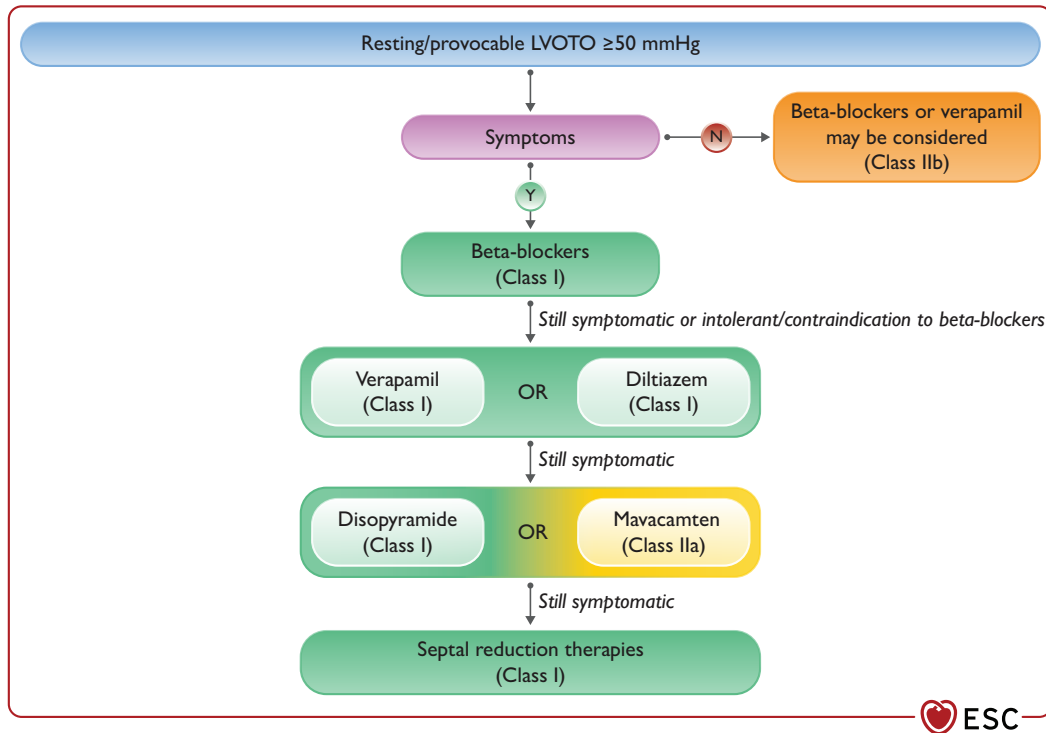 Resting/provocable LVOTO ≥50 mmHg
Symptoms
N
Beta-blockers or verapamil
may be considered
(Class IIb)
Y
Beta-blockers
(Class I)
Still symptomatic or intolerant/contraindication to beta-blockers
Verapamil
(Class I)
OR
Diltiazem
(Class I)
Still symptomatic
Disopyramide
(Class I)
OR
Mavacamten
(Class IIa)
Still symptomatic
Septal reduction therapies
(Class I)
ESC